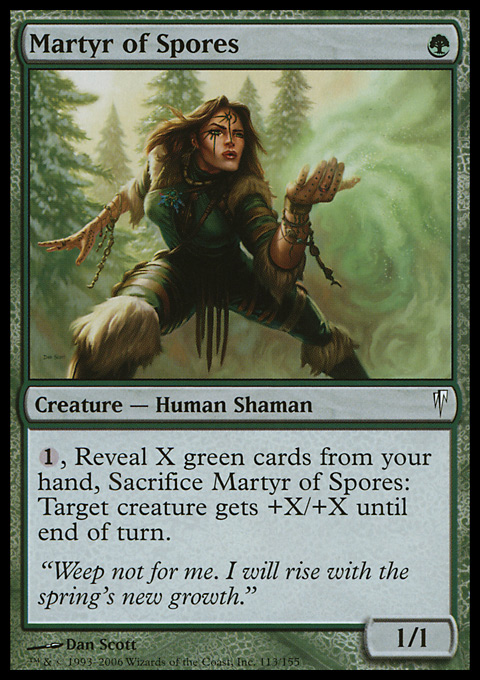 Martyr of Spores
Dan Scott
Creature — Human Shaman
1, Reveal X green cards from your
hand, Sacrifice Martyr of Spores:
Target creature gets +X/+X until
end of turn.
“Weep not for me. I will rise with the
spring’s new growth.”
Dan Scott
1/1
™ & © 1993–2006 Wizards of the Coast, Inc. 113/155